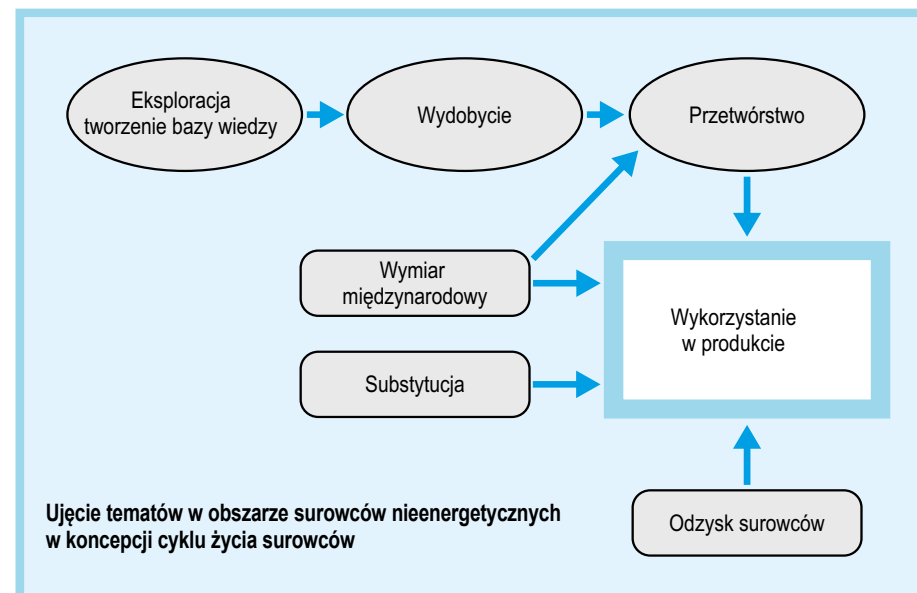 Eksploracja
tworzenie bazy wiedzy
Wydobycie
Przetwórstwo
Wymiar
międzynarodowy
Wykorzystanie
w produkcie
Substytucja
Ujęcie tematów w obszarze surowców nieenergetycznych
w koncepcji cyklu życia surowców
Odzysk surowców